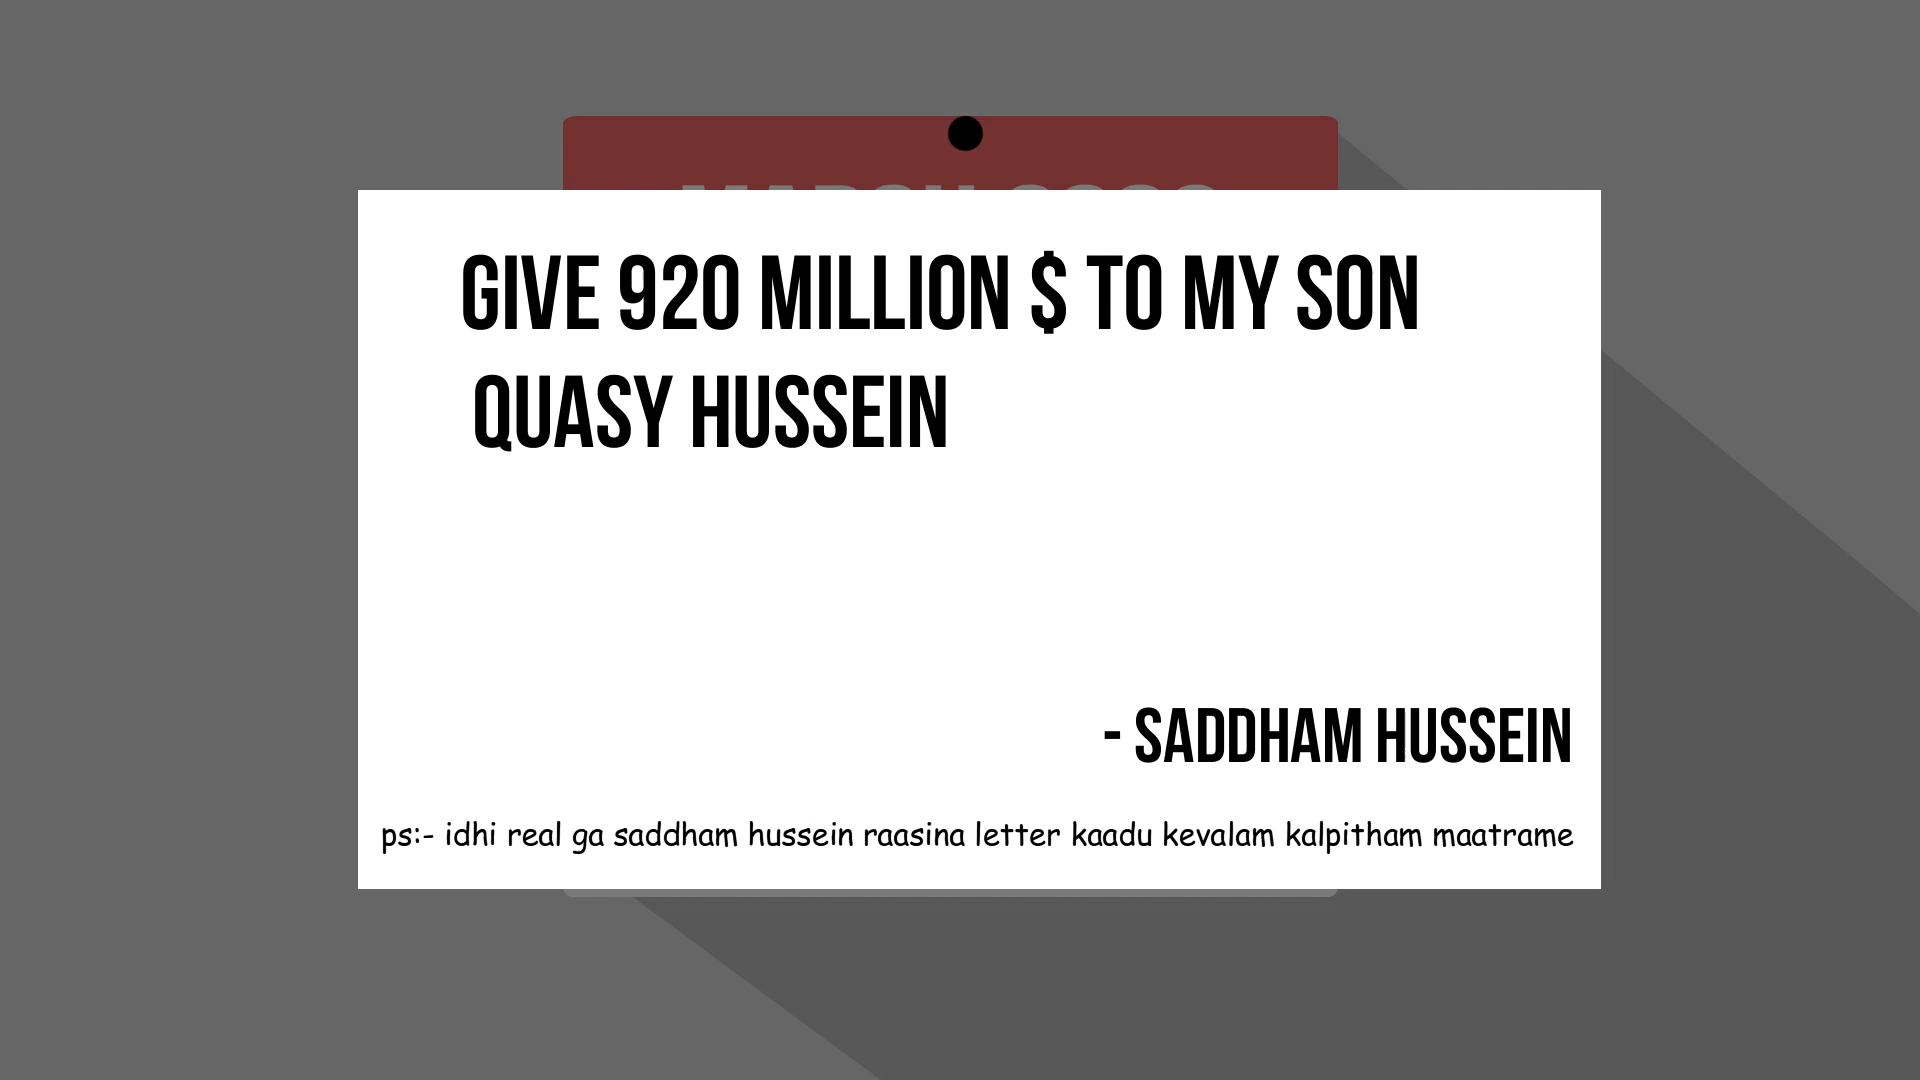 GIVE 920 MILLION $ TO MY SON
QUASY HUSSEIN
- SADDHAM HUSSEIN
ps:- idhi real ga saddham hussein raasina letter kaadu kevalam kalpitham maatrame